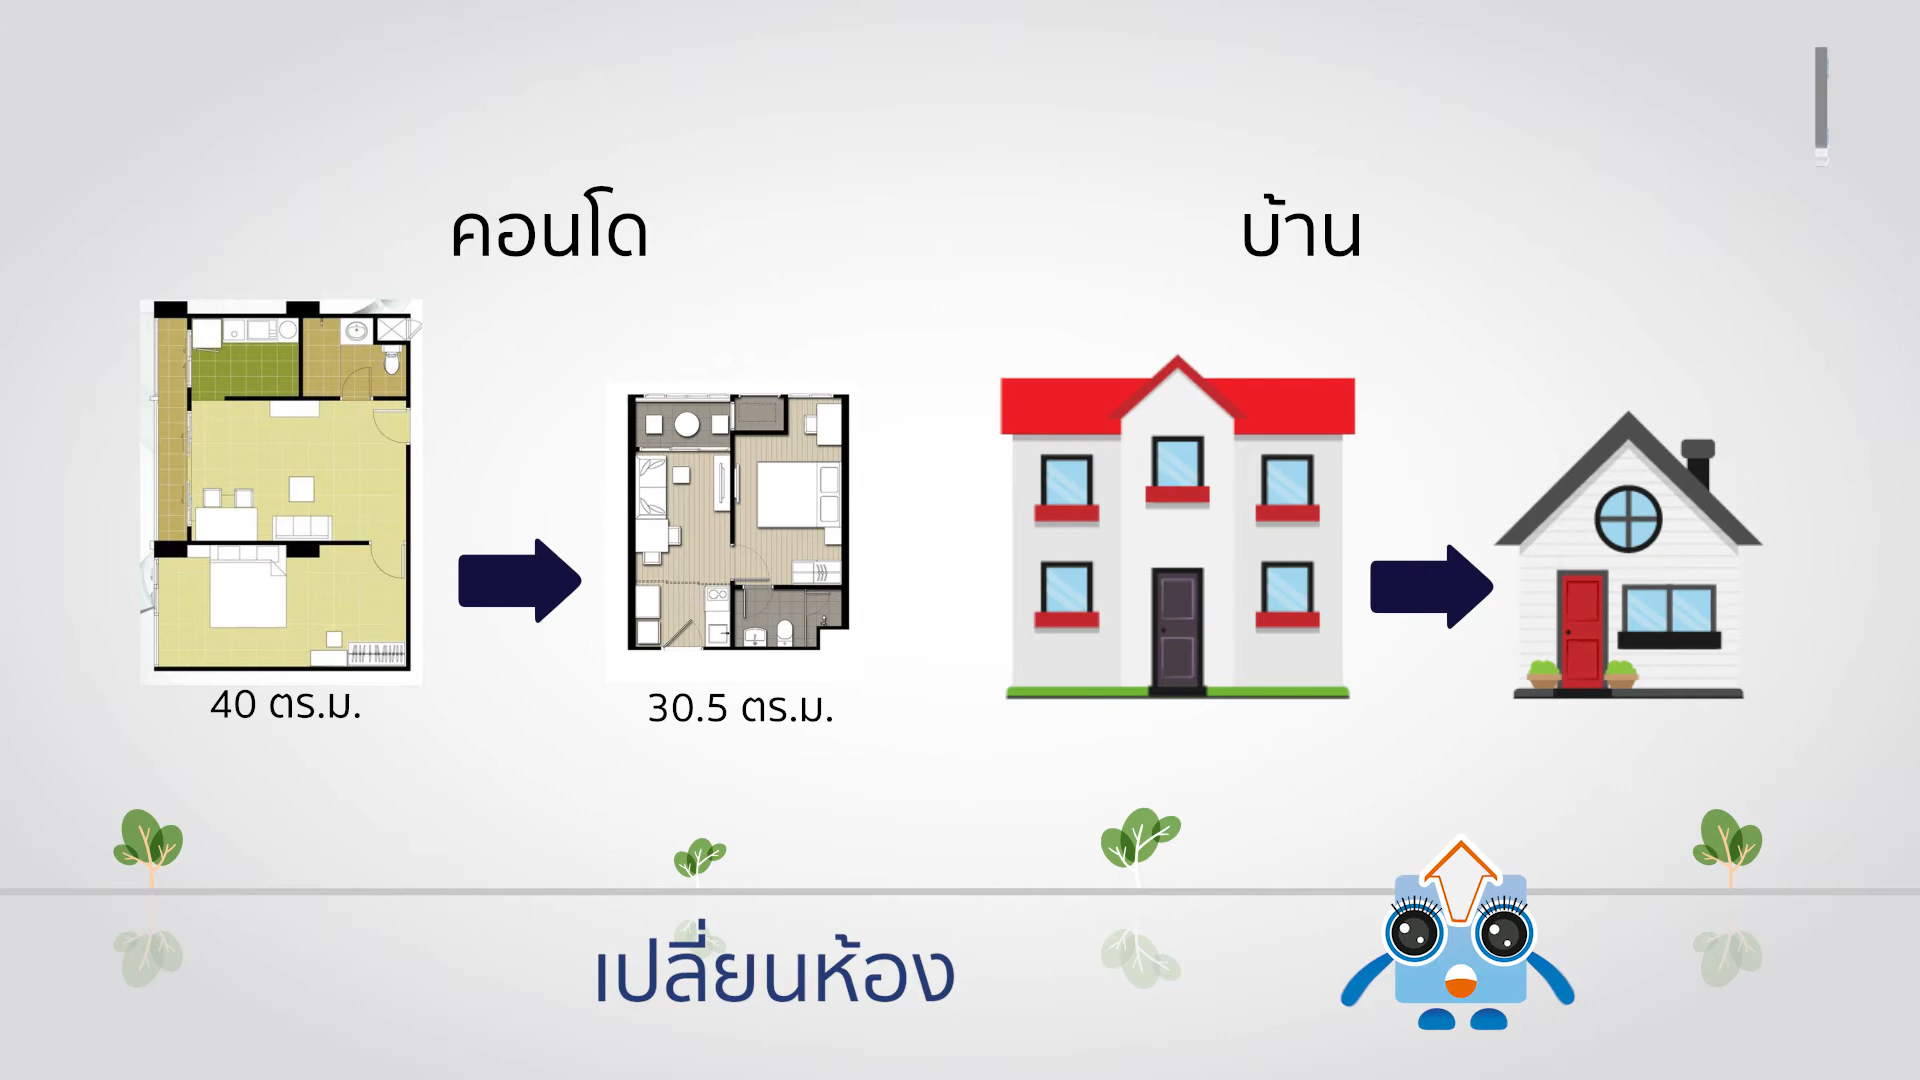 คอนโด
บ้าน
40 ตร.ม.
30.5 ตร.ม.
เปลี่ยนห้อง